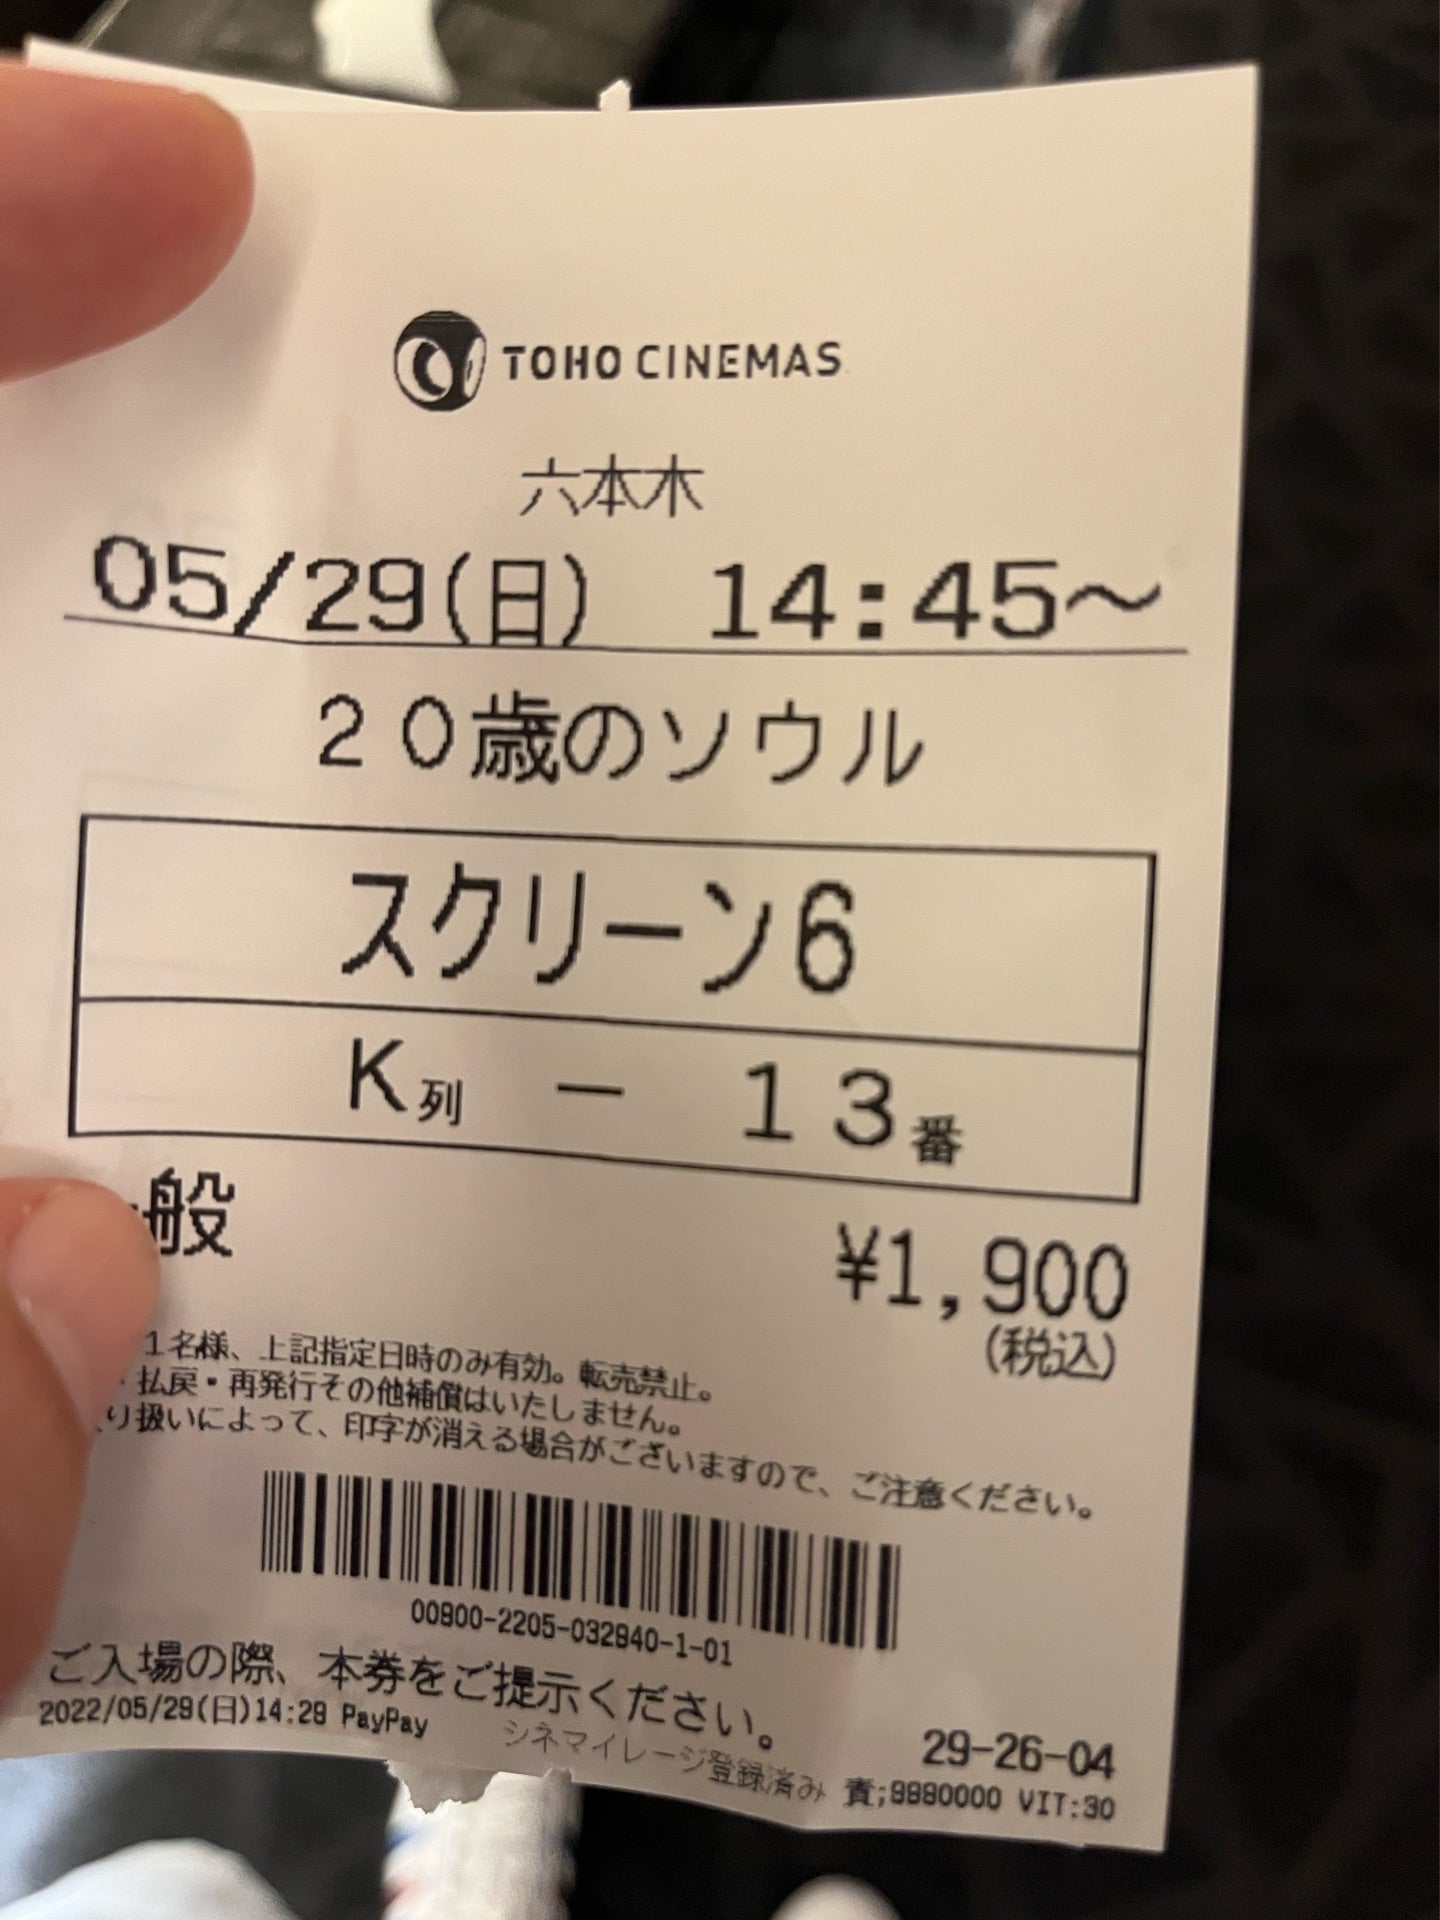 TOHO CINEMAS
六本木
05/29(日) 14:45～
20歳のソウル
スクリーン6
K列 － 13番
般
¥1,900
(税込)
1名様、上記指定日時のみ有効。転売禁止。
・払戻・再発行その他補償はいたしません。
り扱いによって、印字が消える場合がございますので、ご注意ください。
00800-2205-032840-1-01
ご入場の際、本券をご提示ください。
2022/05/29(日)14:28 PayPay
シネマイレージ登録済み
29-26-04
責;9880000 VIT:30